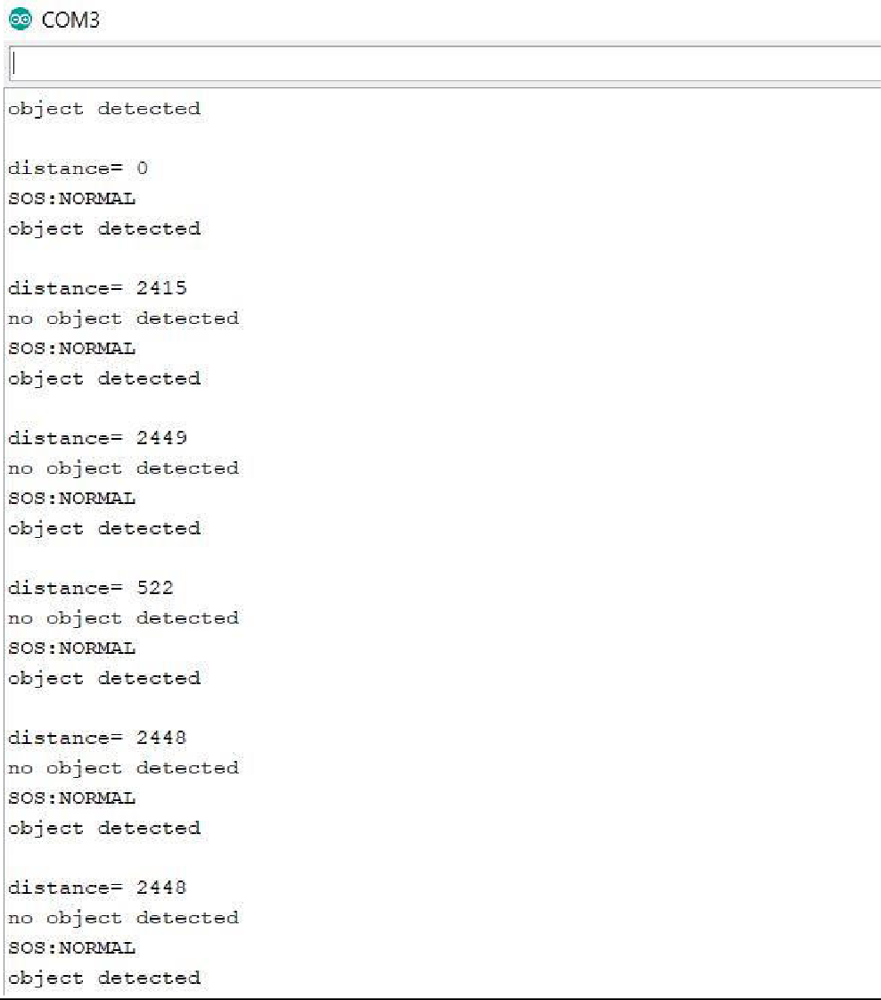 COM3
object detected
distance= 0
SOS:NORMAL
object detected
distance= 2415
no object detected
SOS:NORMAL
object detected
distance= 2449
no object detected
SOS:NORMAL
object detected
distance= 522
no object detected
SOS:NORMAL
object detected
distance= 2448
no object detected
SOS:NORMAL
object detected
distance= 2448
no object detected
SOS:NORMAL
object detected